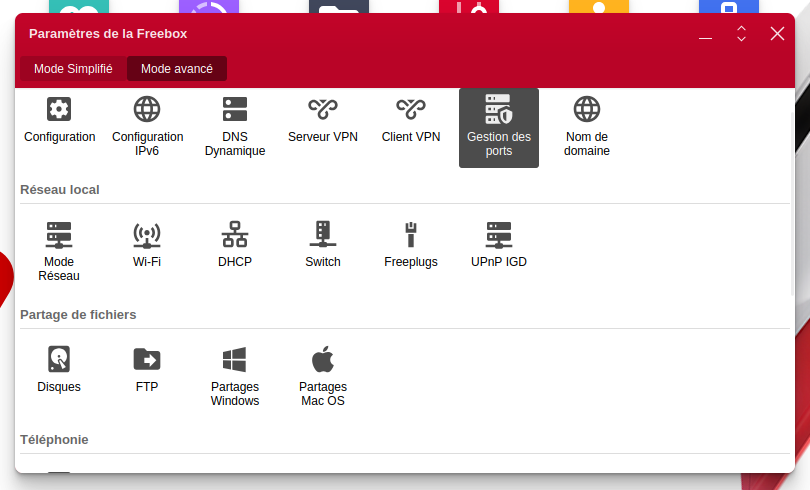 Paramètres de la Freebox
Mode Simplifié Mode avancé
Configuration Configuration DNS Serveur VPN Client VPN Gestion des Nom de
IPv6 Dynamique ports domaine
Réseau local
Mode Wi-Fi DHCP Switch Freeplugs UPnP IGD
Réseau
Partage de fichiers
Disques FTP Partages Partages
Windows Mac OS
Téléphonie